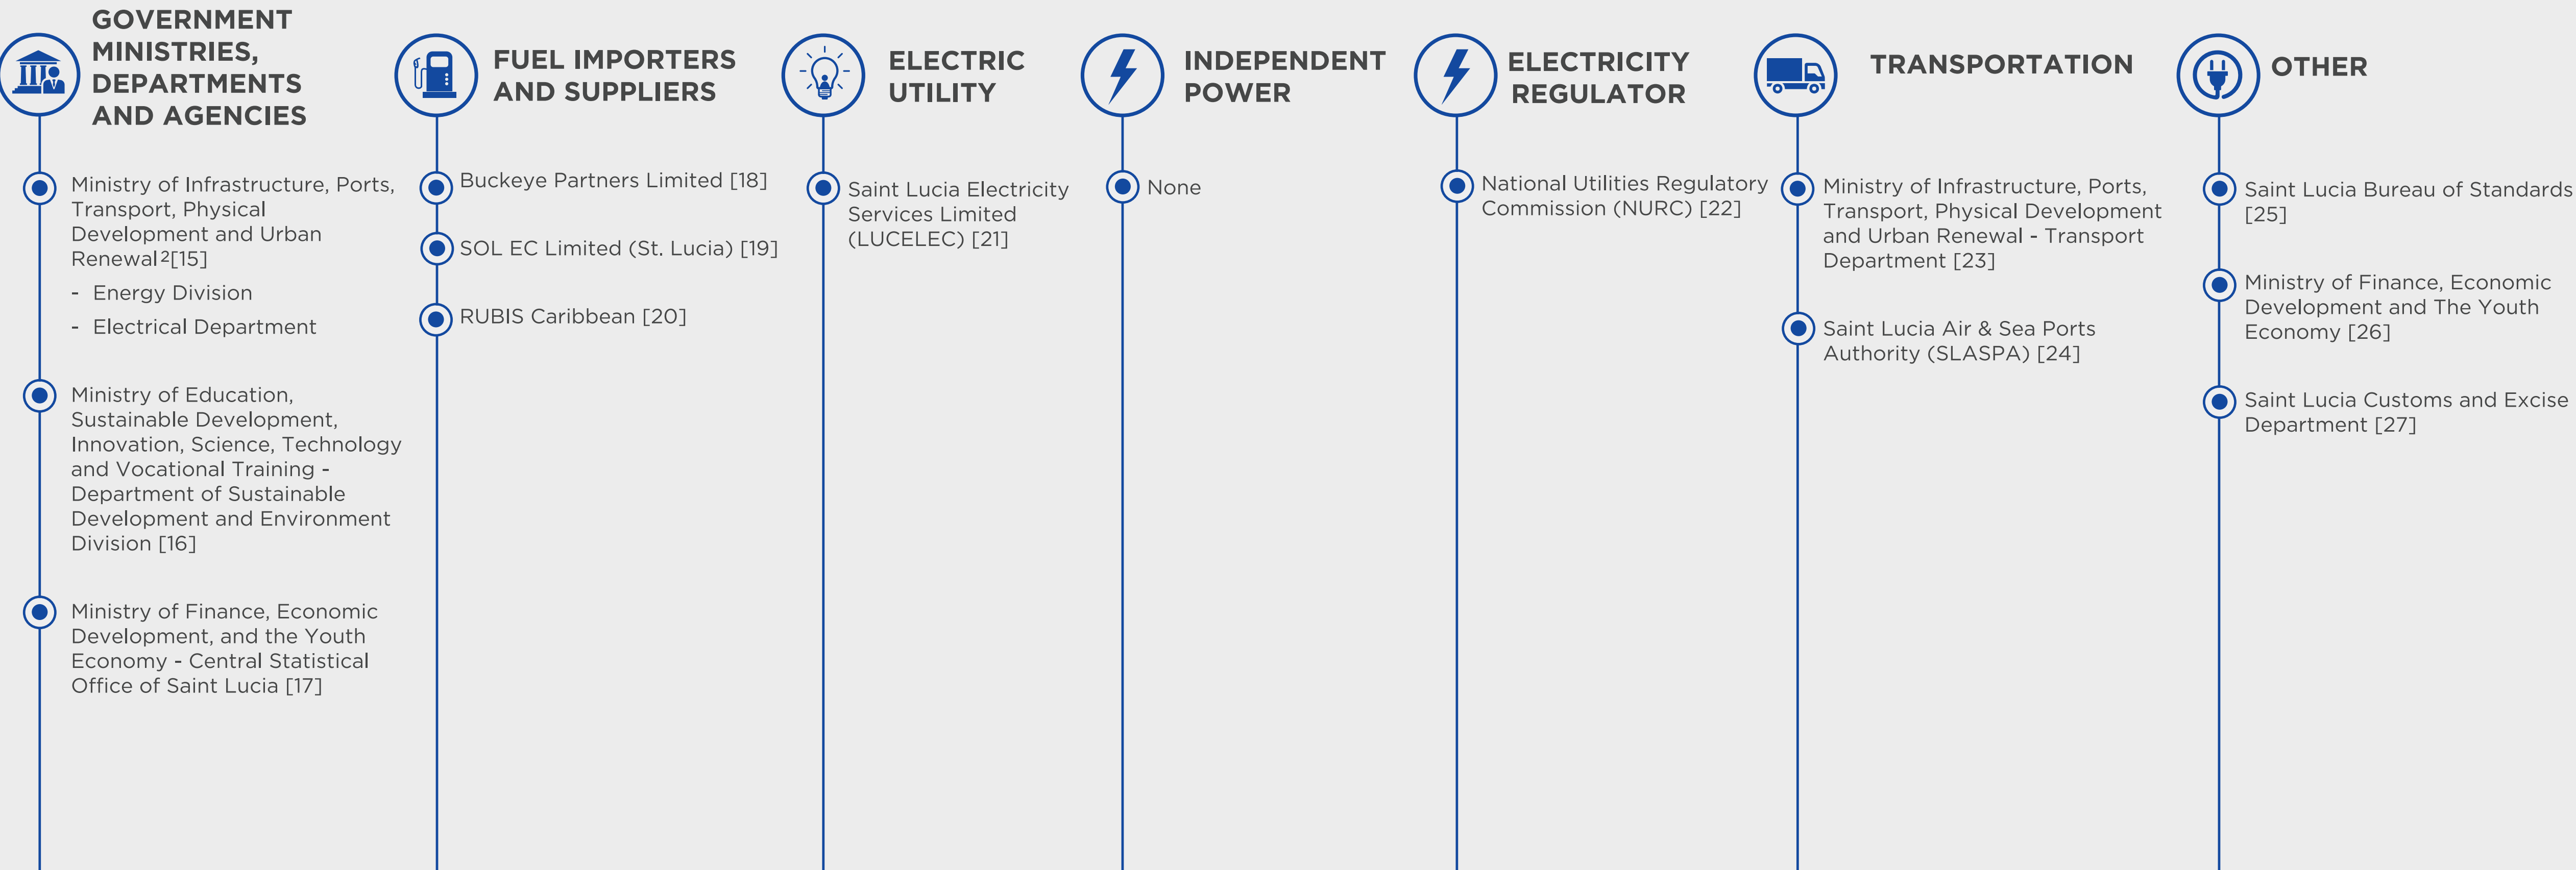 GOVERNMENT
MINISTRIES,
DEPARTMENTS
AND AGENCIES
Ministry of Infrastructure, Ports,
Transport, Physical
Development and Urban
Renewal²[15]
- Energy Division
- Electrical Department
Ministry of Education,
Sustainable Development,
Innovation, Science, Technology
and Vocational Training -
Department of Sustainable
Development and Environment
Division [16]
Ministry of Finance, Economic
Development, and the Youth
Economy - Central Statistical
Office of Saint Lucia [17]
FUEL IMPORTERS
AND SUPPLIERS
Buckeye Partners Limited [18]
SOL EC Limited (St. Lucia) [19]
RUBIS Caribbean [20]
ELECTRIC
UTILITY
Saint Lucia Electricity
Services Limited
(LUCELEC) [21]
INDEPENDENT
POWER
None
ELECTRICITY
REGULATOR
National Utilities Regulatory
Commission (NURC) [22]
TRANSPORTATION
Ministry of Infrastructure, Ports,
Transport, Physical Development
and Urban Renewal - Transport
Department [23]
Saint Lucia Air & Sea Ports
Authority (SLASPA) [24]
OTHER
Saint Lucia Bureau of Standards
[25]
Ministry of Finance, Economic
Development and The Youth
Economy [26]
Saint Lucia Customs and Excise
Department [27]